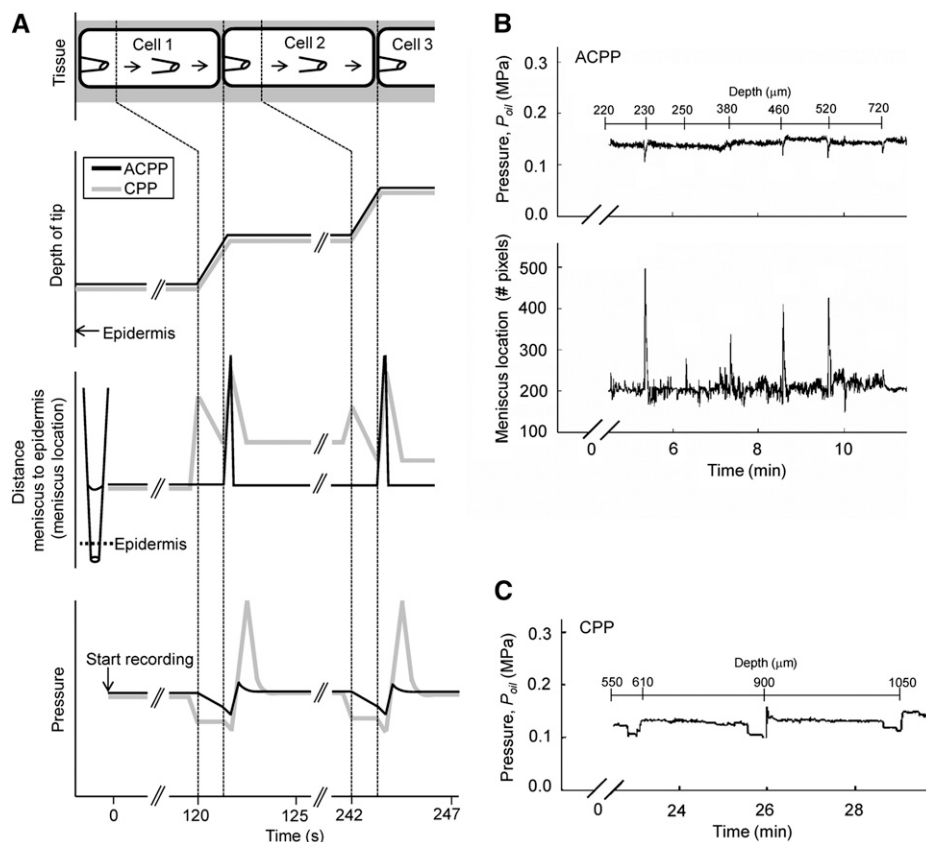 A
Tissue
Cell 1
Cell 2
Cell 3
ACPP
CPP
Depth of tip
Epidermis
Distance
meniscus to epidermis
(meniscus location)
Epidermis
Pressure
Start recording
0
120
125
242
247
Time (s)
B
ACPP
Pressure, P_oil (MPa)
0.3
0.2
0.1
0.0
Depth (μm)
220 230 250 380 460 520 720
Meniscus location (# pixels)
500
400
300
200
100
0 6 8 10
Time (min)
C
CPP
Pressure, P_oil (MPa)
0.3
0.2
0.1
0.0
Depth (μm)
550 610 900 1050
0 24 26 28
Time (min)